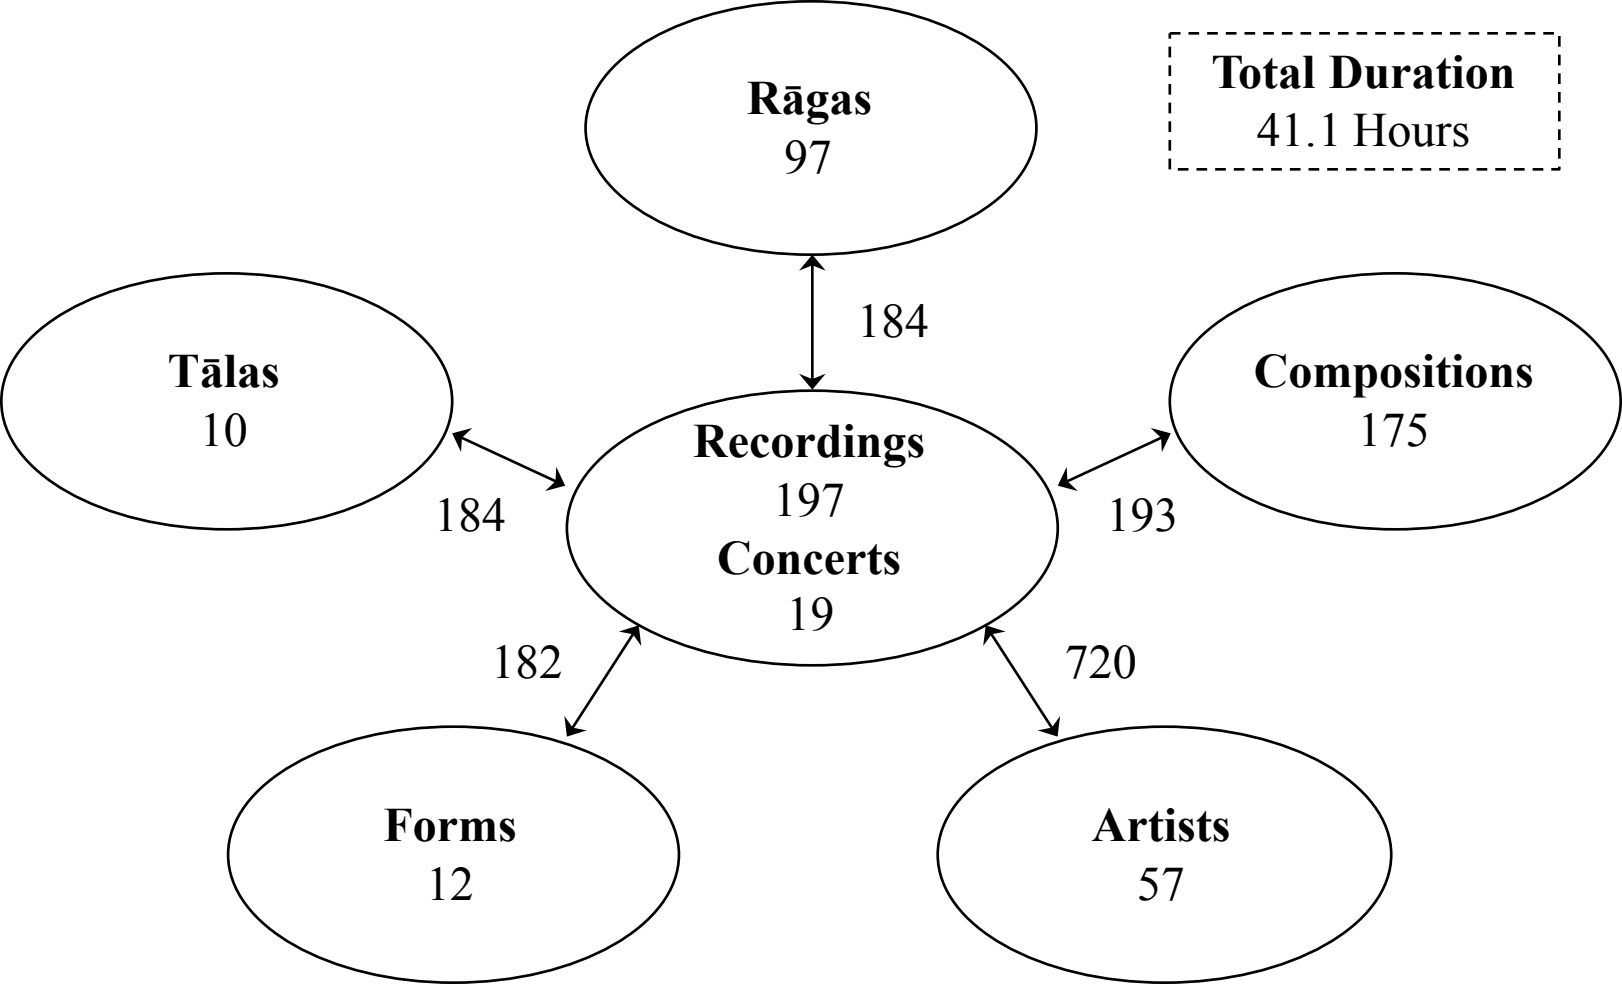 Rāgas
97
Total Duration
41.1 Hours
184
Tālas
10
Compositions
175
Recordings
197
Concerts
19
184
193
182
720
Forms
12
Artists
57